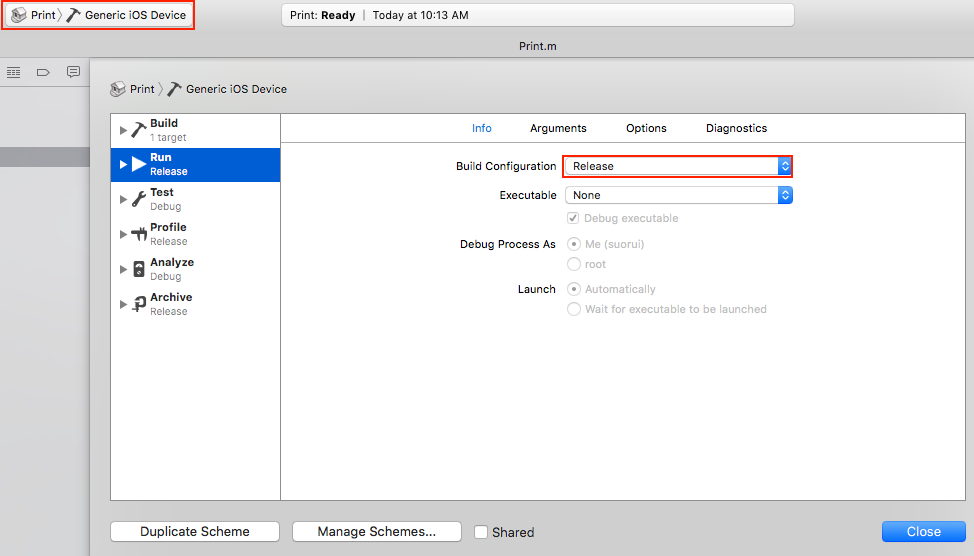 Print 〉 Generic iOS Device
Print: Ready | Today at 10:13 AM
Print.m
Print 〉 Generic iOS Device
Build
1 target
Run
Release
Test
Debug
Profile
Release
Analyze
Debug
Archive
Release
Info Arguments Options Diagnostics
Build Configuration Release
Executable None
Debug executable
Debug Process As Me (suorui)
root
Launch Automatically
Wait for executable to be launched
Duplicate Scheme Manage Schemes... Shared Close